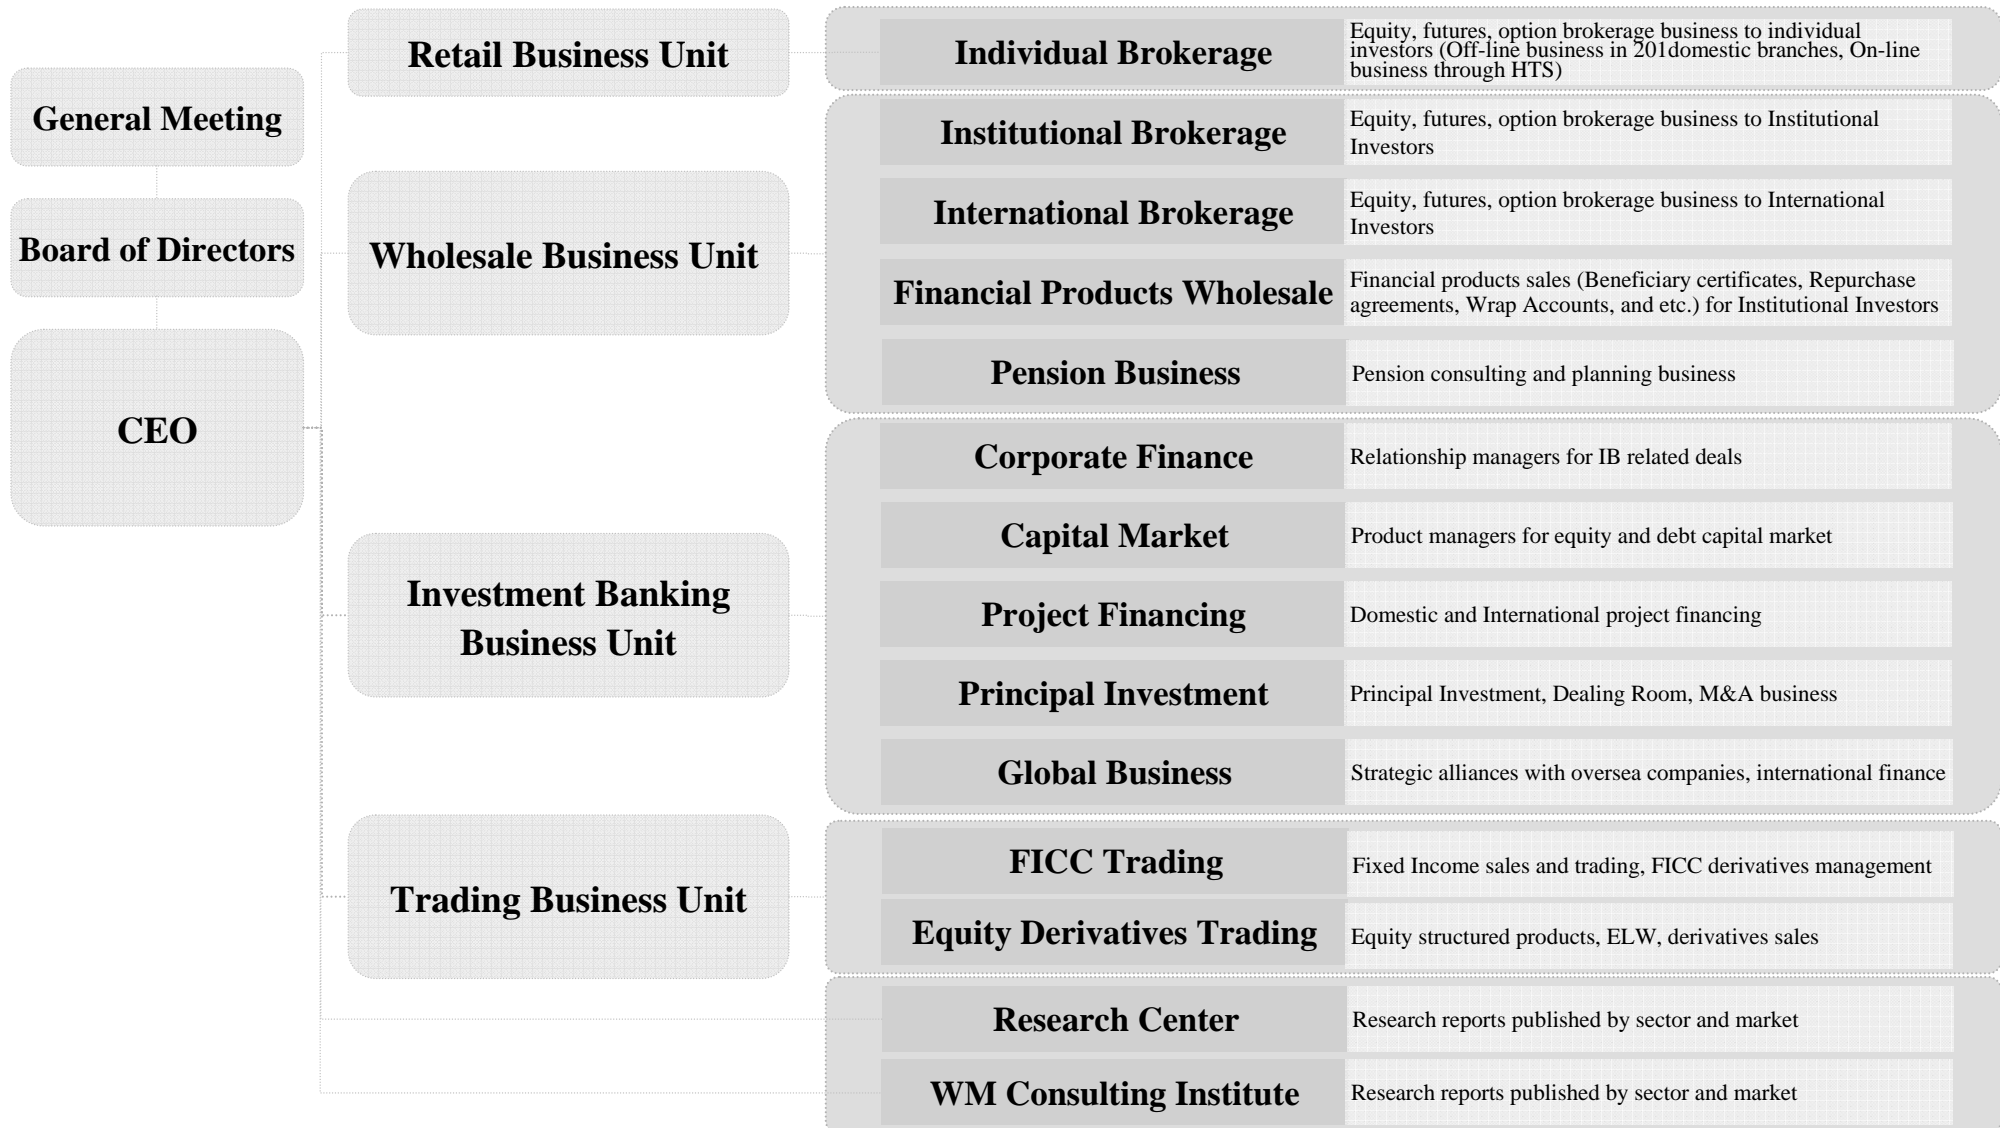 General Meeting
Board of Directors
CEO
Retail Business Unit
Individual Brokerage
Equity, futures, option brokerage business to individual
investors (Off-line business in 201domestic branches, On-line
business through HTS)
Wholesale Business Unit
Institutional Brokerage
Equity, futures, option brokerage business to Institutional
Investors
International Brokerage
Equity, futures, option brokerage business to International
Investors
Financial Products Wholesale
Financial products sales (Beneficiary certificates, Repurchase
agreements, Wrap Accounts, and etc.) for Institutional Investors
Pension Business
Pension consulting and planning business
Investment Banking
Business Unit
Corporate Finance
Relationship managers for IB related deals
Capital Market
Product managers for equity and debt capital market
Project Financing
Domestic and International project financing
Principal Investment
Principal Investment, Dealing Room, M&A business
Global Business
Strategic alliances with oversea companies, international finance
Trading Business Unit
FICC Trading
Fixed Income sales and trading, FICC derivatives management
Equity Derivatives Trading
Equity structured products, ELW, derivatives sales
Research Center
Research reports published by sector and market
WM Consulting Institute
Research reports published by sector and market